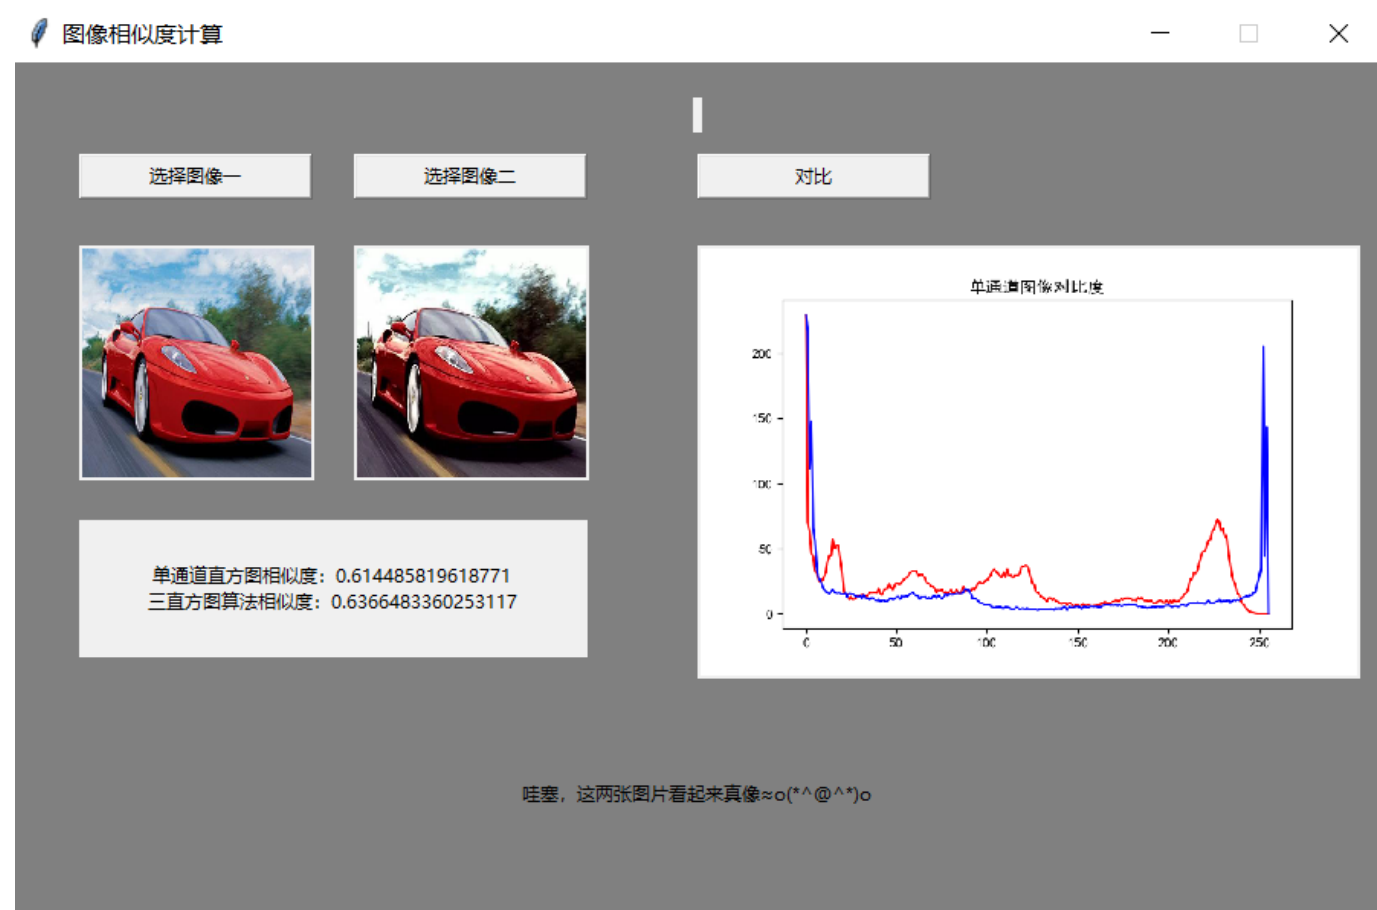 图像相似度计算
选择图像一
选择图像二
对比
单通道图像对比度
200
150
100
50
0
0
50
100
150
200
250
单通道直方图相似度：0.614485819618771
三直方图算法相似度：0.6366483360253117
哇塞，这两张图片看起来真像≈o(*^@^*)o